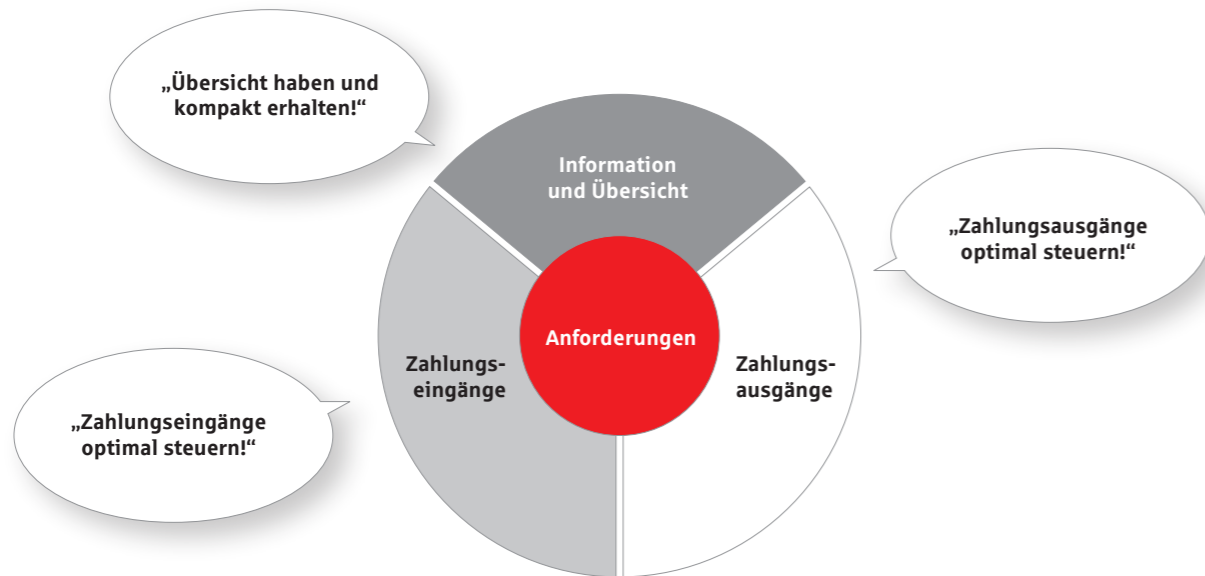 „Übersicht haben und
kompakt erhalten!“
Information
und Übersicht
„Zahlungsausgänge
optimal steuern!“
Anforderungen
Zahlungs-
eingänge
Zahlungs-
ausgänge
„Zahlungseingänge
optimal steuern!“